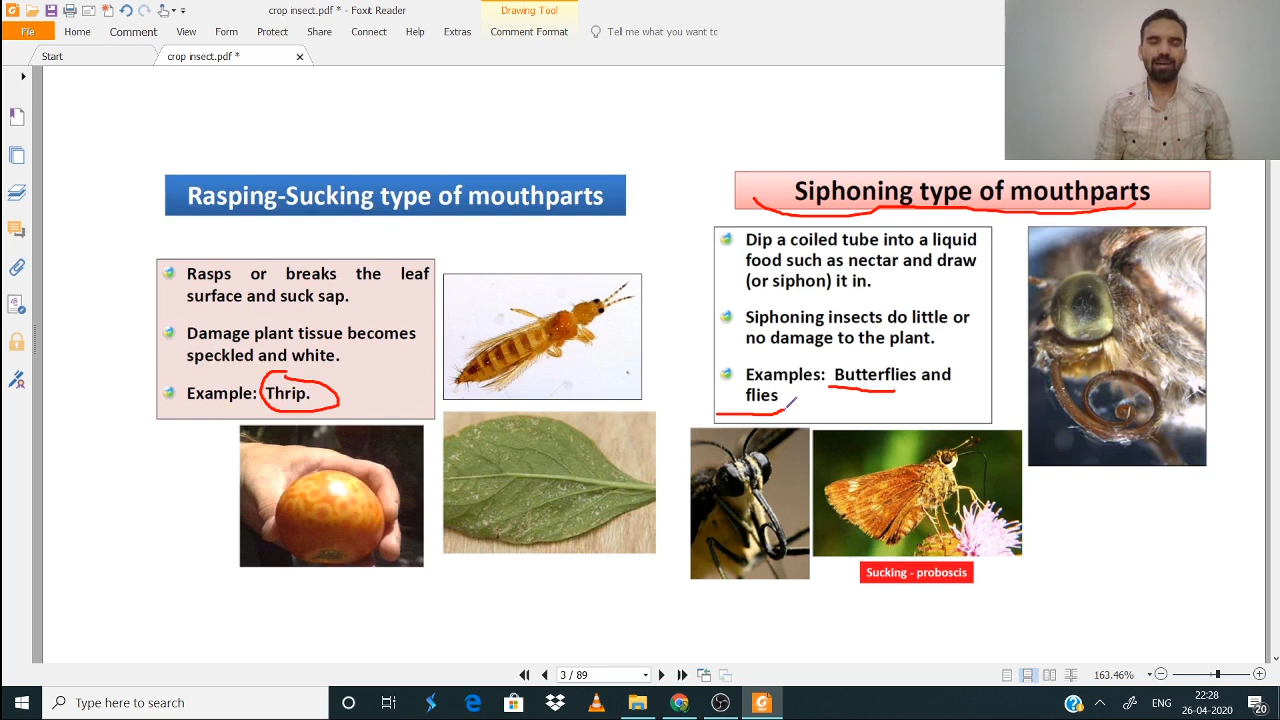 crop insect.pdf * - Foxit Reader
Drawing Tool
File
Home
Comment
View
Form
Protect
Share
Connect
Help
Extras
Comment Format
Tell me what you want to
Start
crop insect.pdf *
Rasping-Sucking type of mouthparts
Rasps or breaks the leaf
surface and suck sap.
Damage plant tissue becomes
speckled and white.
Example: Thrip.
Siphoning type of mouthparts
Dip a coiled tube into a liquid
food such as nectar and draw
(or siphon) it in.
Siphoning insects do little or
no damage to the plant.
Examples: Butterflies and
flies
Sucking - proboscis
3 / 89
163.46%
Type here to search
ENG
22:28
26-04-2020
20